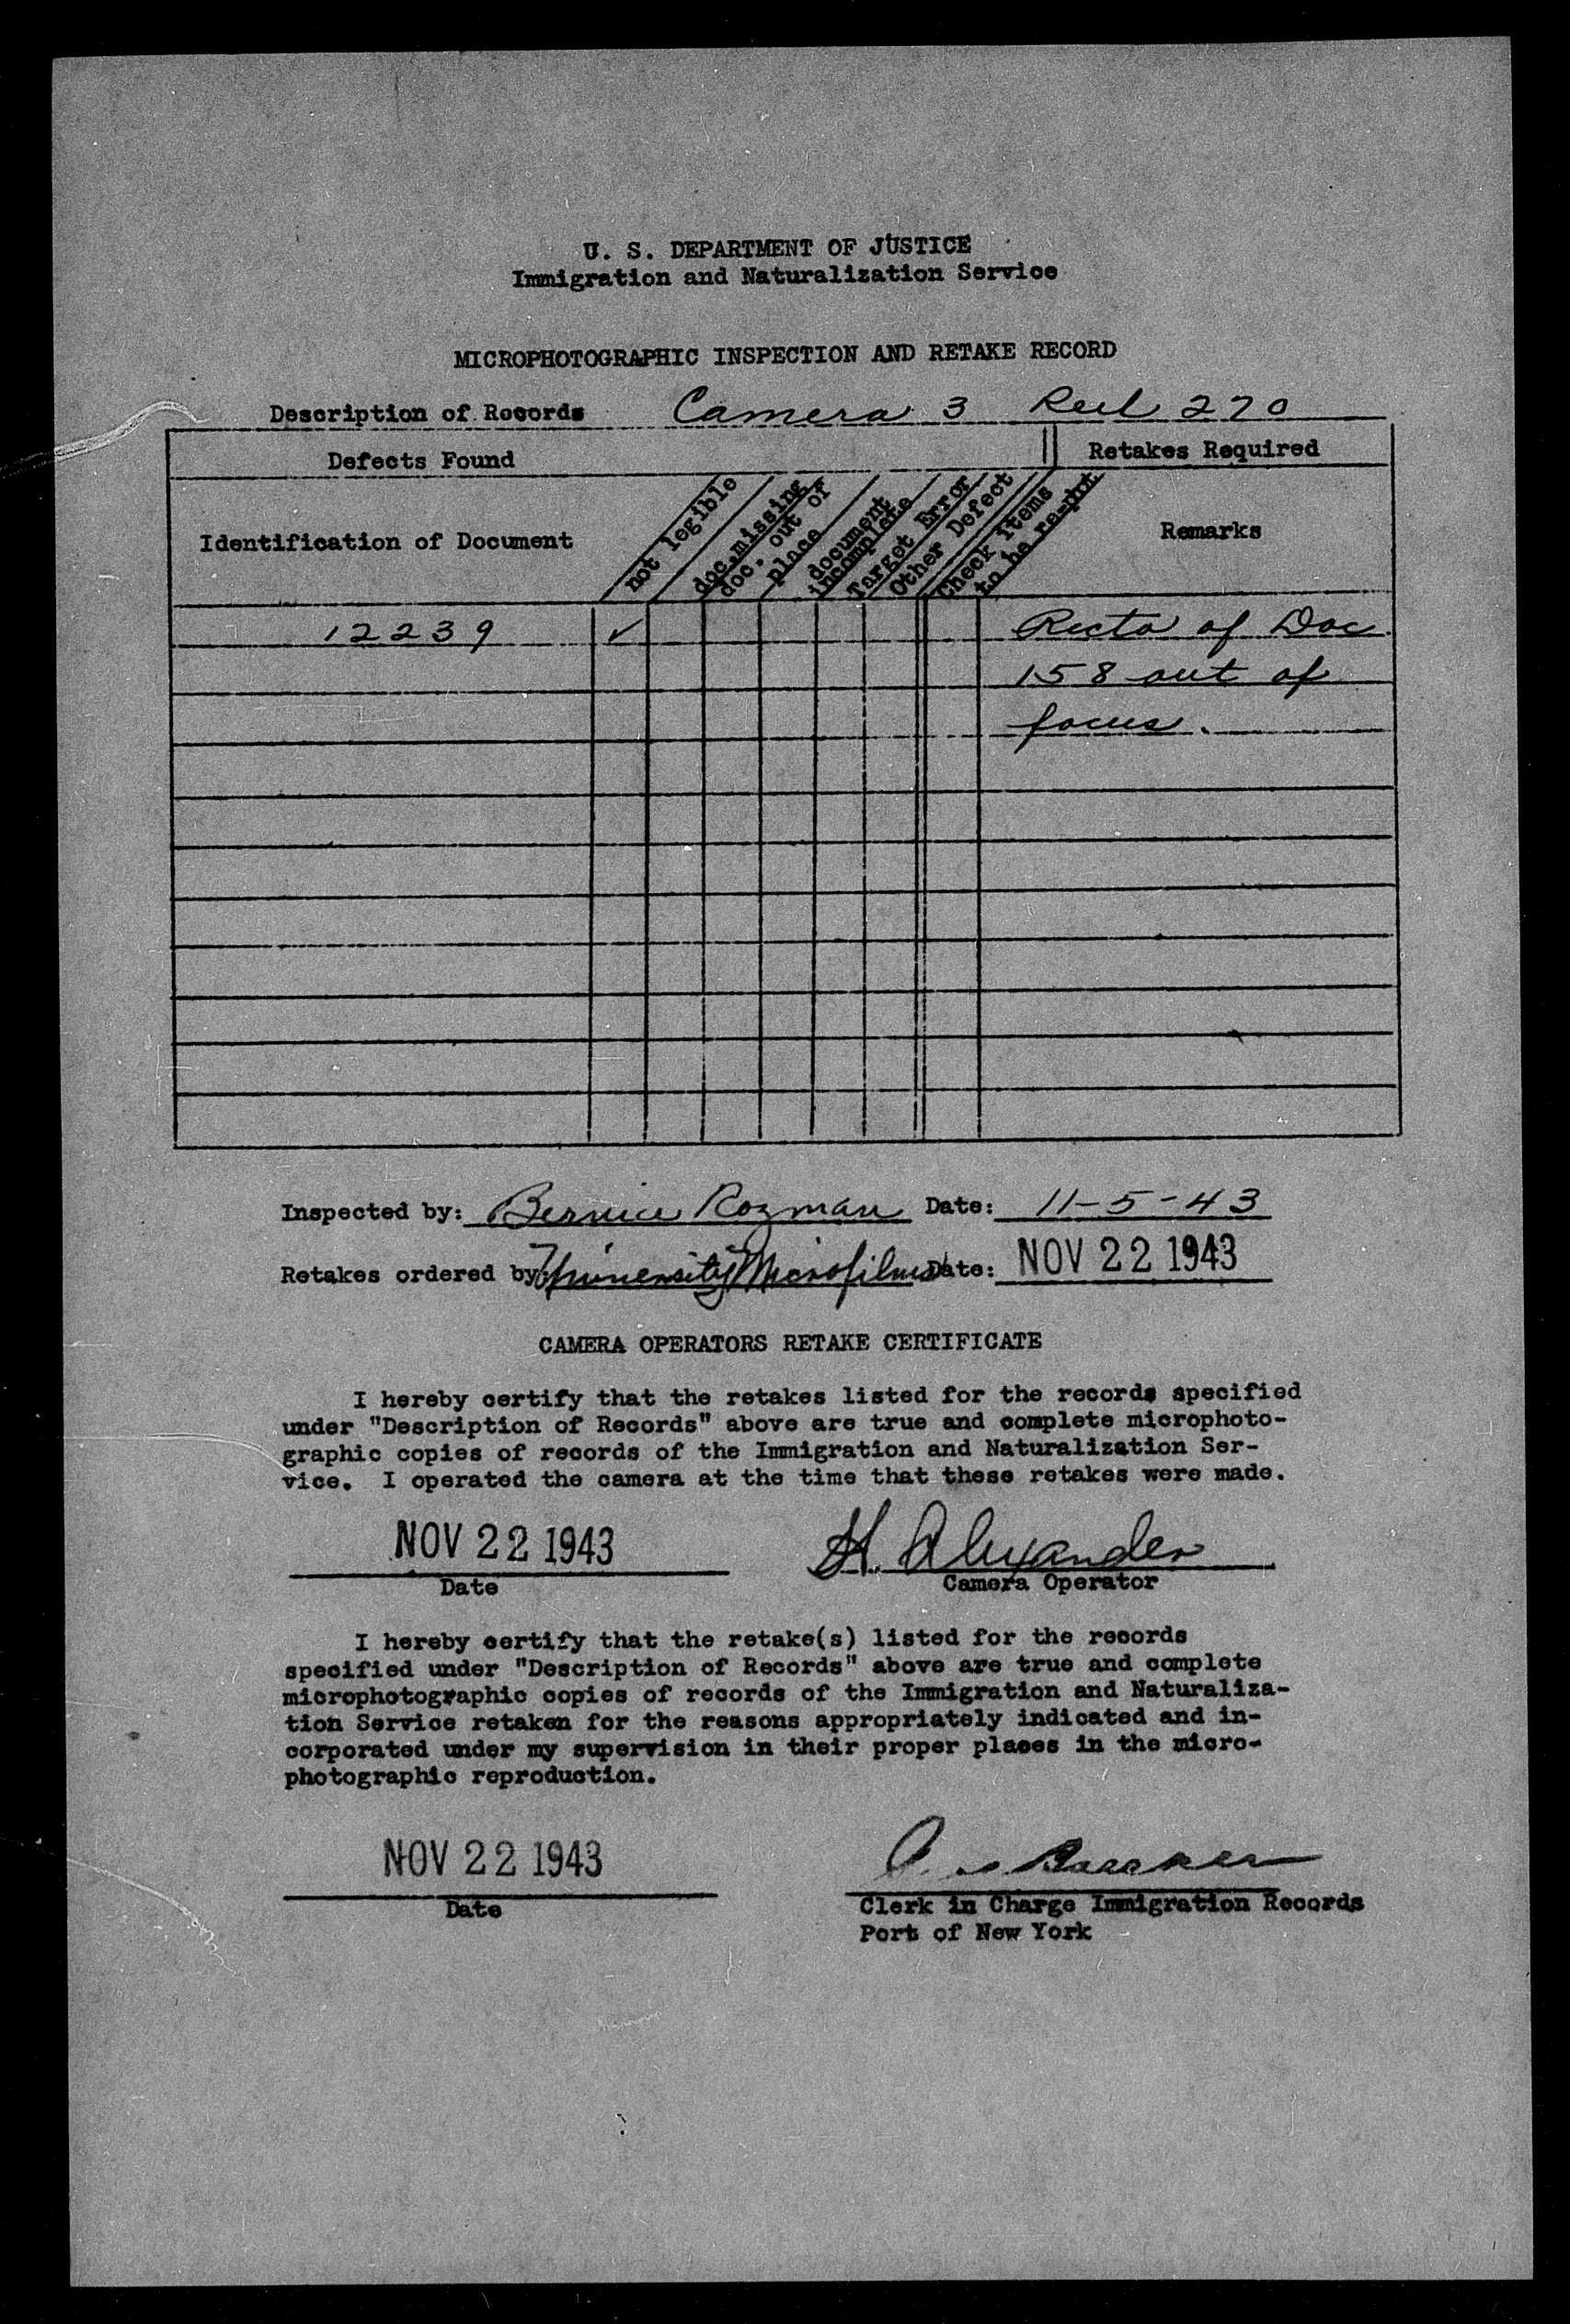 U. S. DEPARTMENT OF JUSTICE
Immigration and Naturalization Service
MICROPHOTOGRAPHIC INSPECTION AND RETAKE RECORD
Description of Records Camera 3 Reel 270
Defects Found Retakes Required
Identification of Document
not legible
doc. missing
doc. out of
place
document
incomplete
Target Error
Other Defect
Check items
to be re-pht
Remarks
12239 ✓ Recto of Doc.
158 out of
focus.
Inspected by: Bernice Rozman Date: 11-5-43
Retakes ordered by: University Microfilms Date: NOV 22 1943
CAMERA OPERATORS RETAKE CERTIFICATE
I hereby certify that the retakes listed for the records specified
under "Description of Records" above are true and complete microphoto-
graphic copies of records of the Immigration and Naturalization Ser-
vice. I operated the camera at the time that these retakes were made.
NOV 22 1943 H. Alexander
Date Camera Operator
I hereby certify that the retake(s) listed for the records
specified under "Description of Records" above are true and complete
microphotographic copies of records of the Immigration and Naturaliza-
tion Service retaken for the reasons appropriately indicated and in-
corporated under my supervision in their proper places in the micro-
photographic reproduction.
NOV 22 1943
Date Clerk in Charge Immigration Records
Port of New York